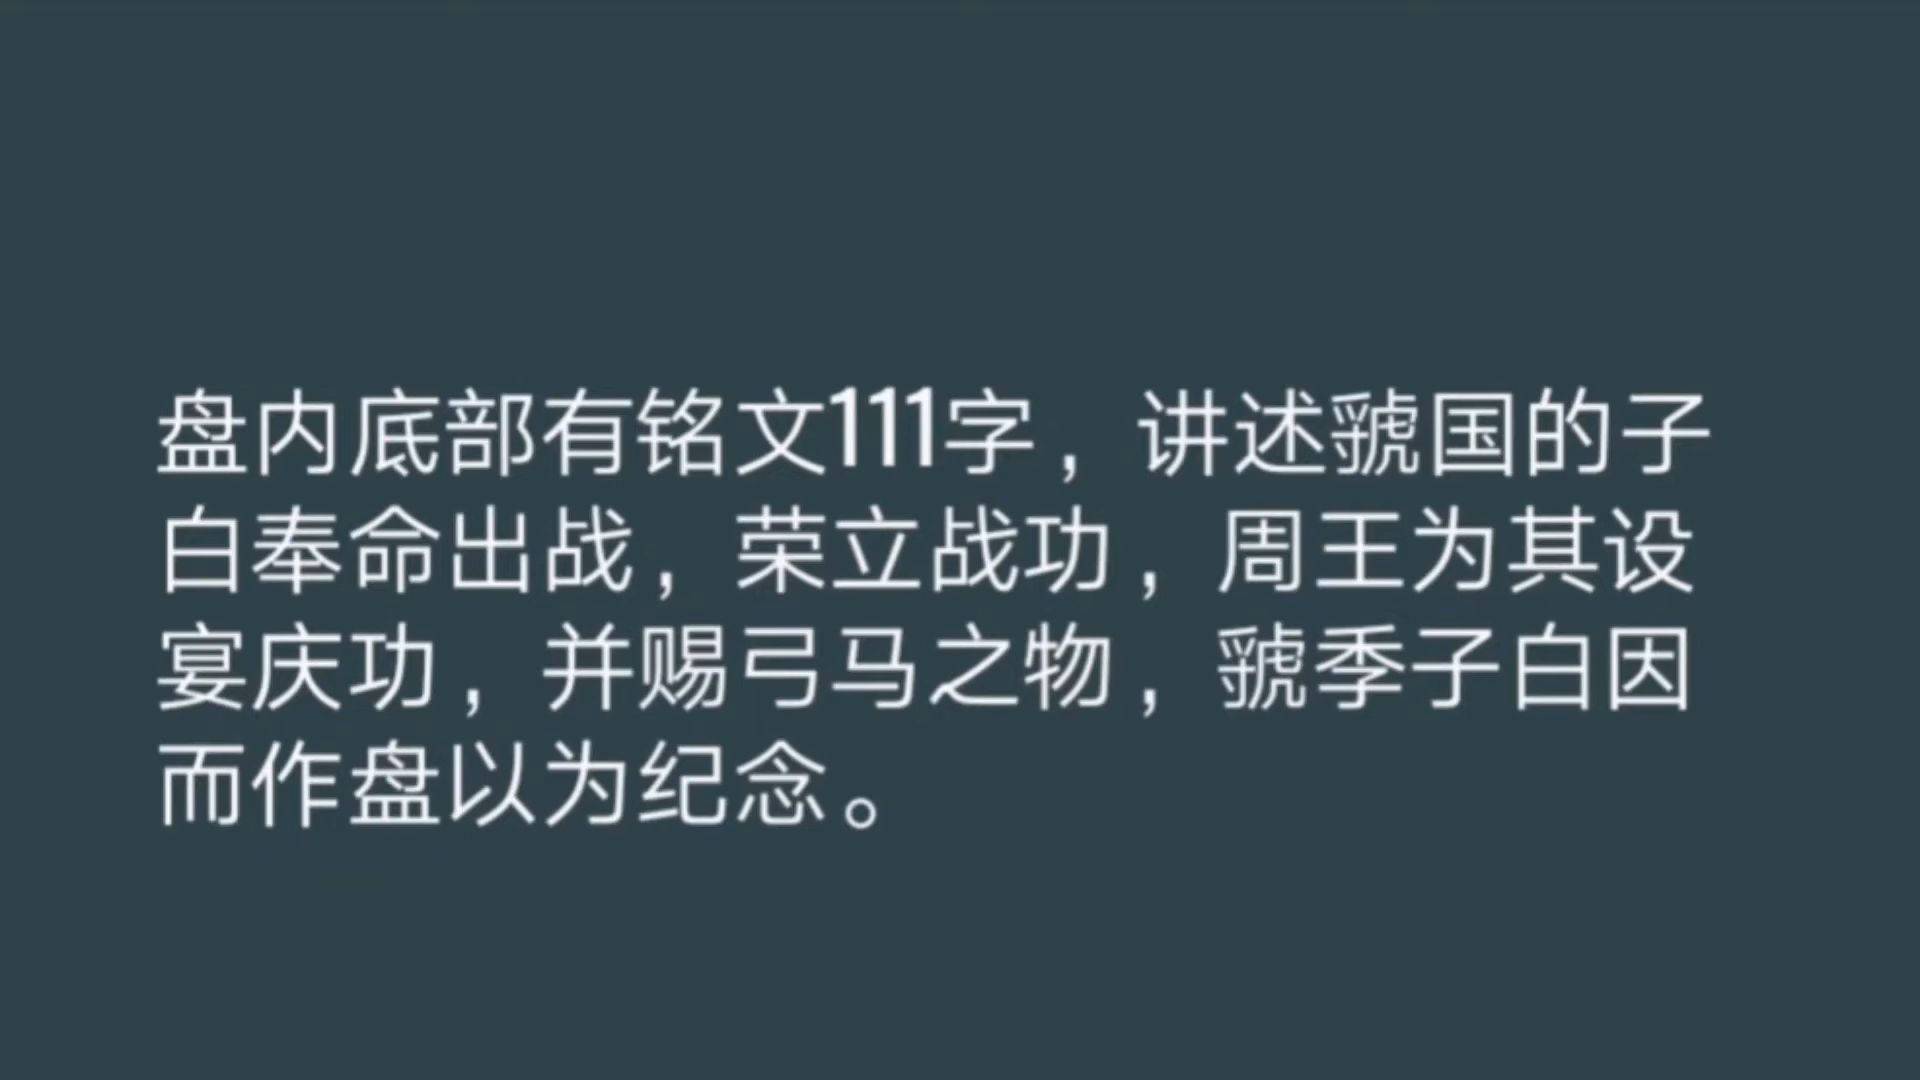 盘内底部有铭文111字，讲述虢国的子
白奉命出战，荣立战功，周王为其设
宴庆功，并赐弓马之物，虢季子白因
而作盘以为纪念。